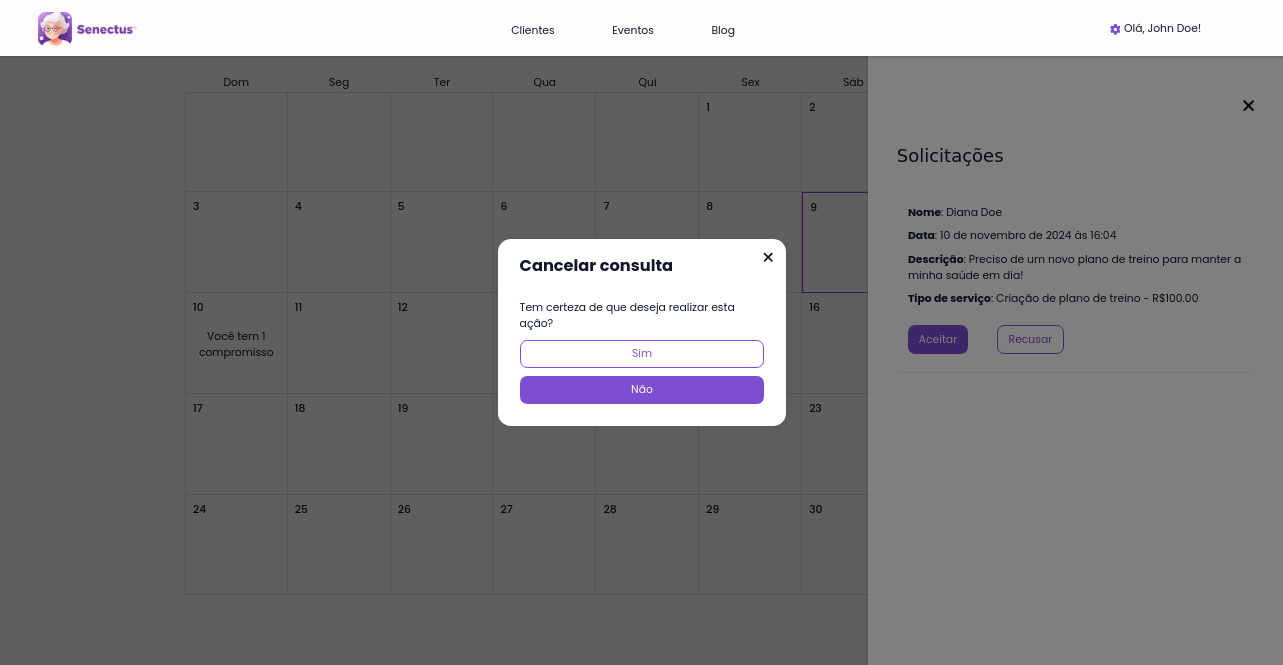 Senectus
Clientes
Eventos
Blog
Olá, John Doe!
Dom
Seg
Ter
Qua
Qui
Sex
Sáb
1
2
3
4
5
6
7
8
9
10
Você tem 1
compromisso
11
12
16
17
18
19
23
24
25
26
27
28
29
30
Cancelar consulta
Tem certeza de que deseja realizar esta
ação?
Sim
Não
Solicitações
Nome: Diana Doe
Data: 10 de novembro de 2024 às 16:04
Descrição: Preciso de um novo plano de treino para manter a
minha saúde em dia!
Tipo de serviço: Criação de plano de treino - R$100.00
Aceitar
Recusar